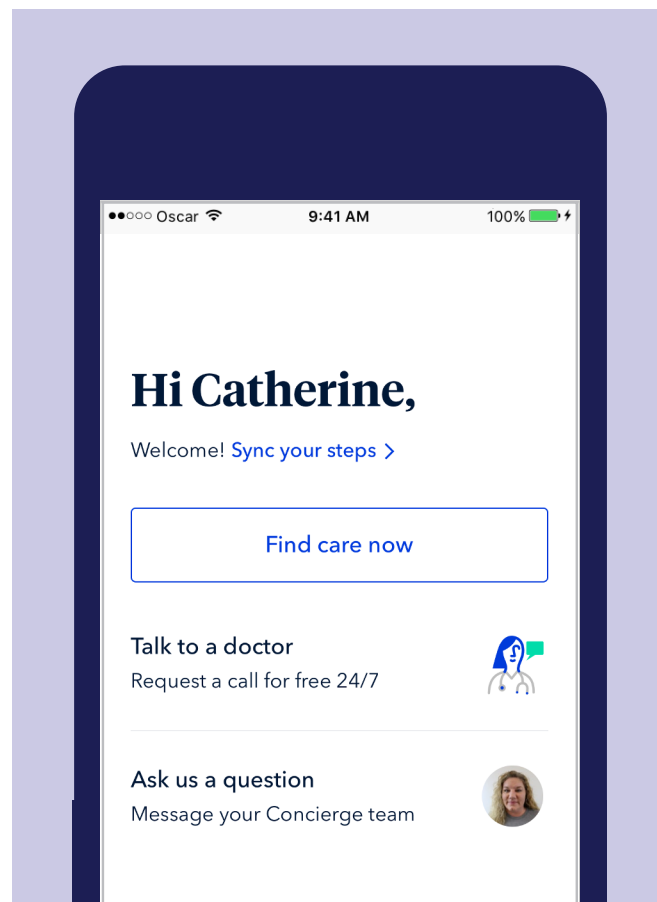 Oscar 9:41 AM 100%
Hi Catherine,
Welcome! Sync your steps >
Find care now
Talk to a doctor
Request a call for free 24/7
Ask us a question
Message your Concierge team